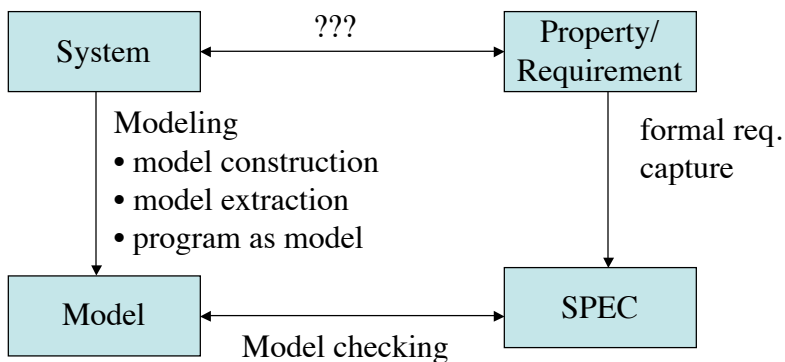 ???
System
Property/
Requirement
Modeling
• model construction
• model extraction
• program as model
formal req.
capture
Model
SPEC
Model checking